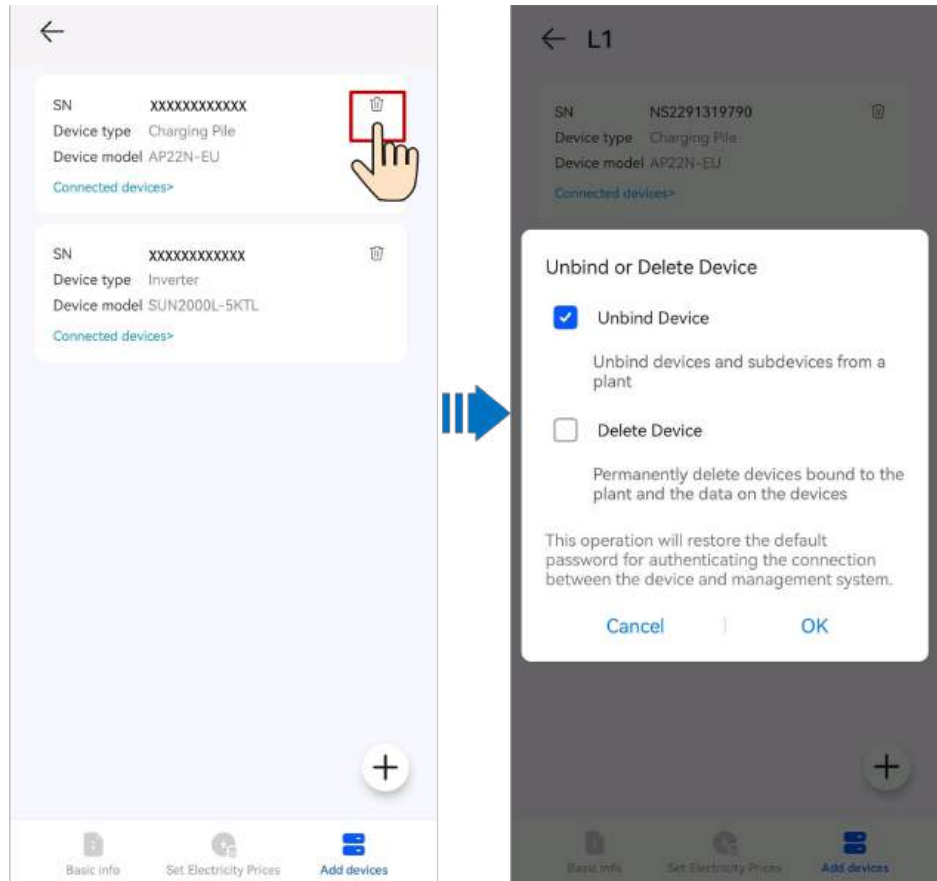 SN XXXXXXXXXXXX
Device type Charging Pile
Device model AP22N-EU
Connected devices>
SN XXXXXXXXXXXX
Device type Inverter
Device model SUN2000L-5KTL
Connected devices>
Basic info Set Electricity Prices Add devices
L1
SN NS2291319790
Device type Charging Pile
Device model AP22N-EU
Connected devices>
Unbind or Delete Device
Unbind Device
Unbind devices and subdevices from a
plant
Delete Device
Permanently delete devices bound to the
plant and the data on the devices
This operation will restore the default
password for authenticating the connection
between the device and management system.
Cancel OK
Basic info Set Electricity Prices Add devices